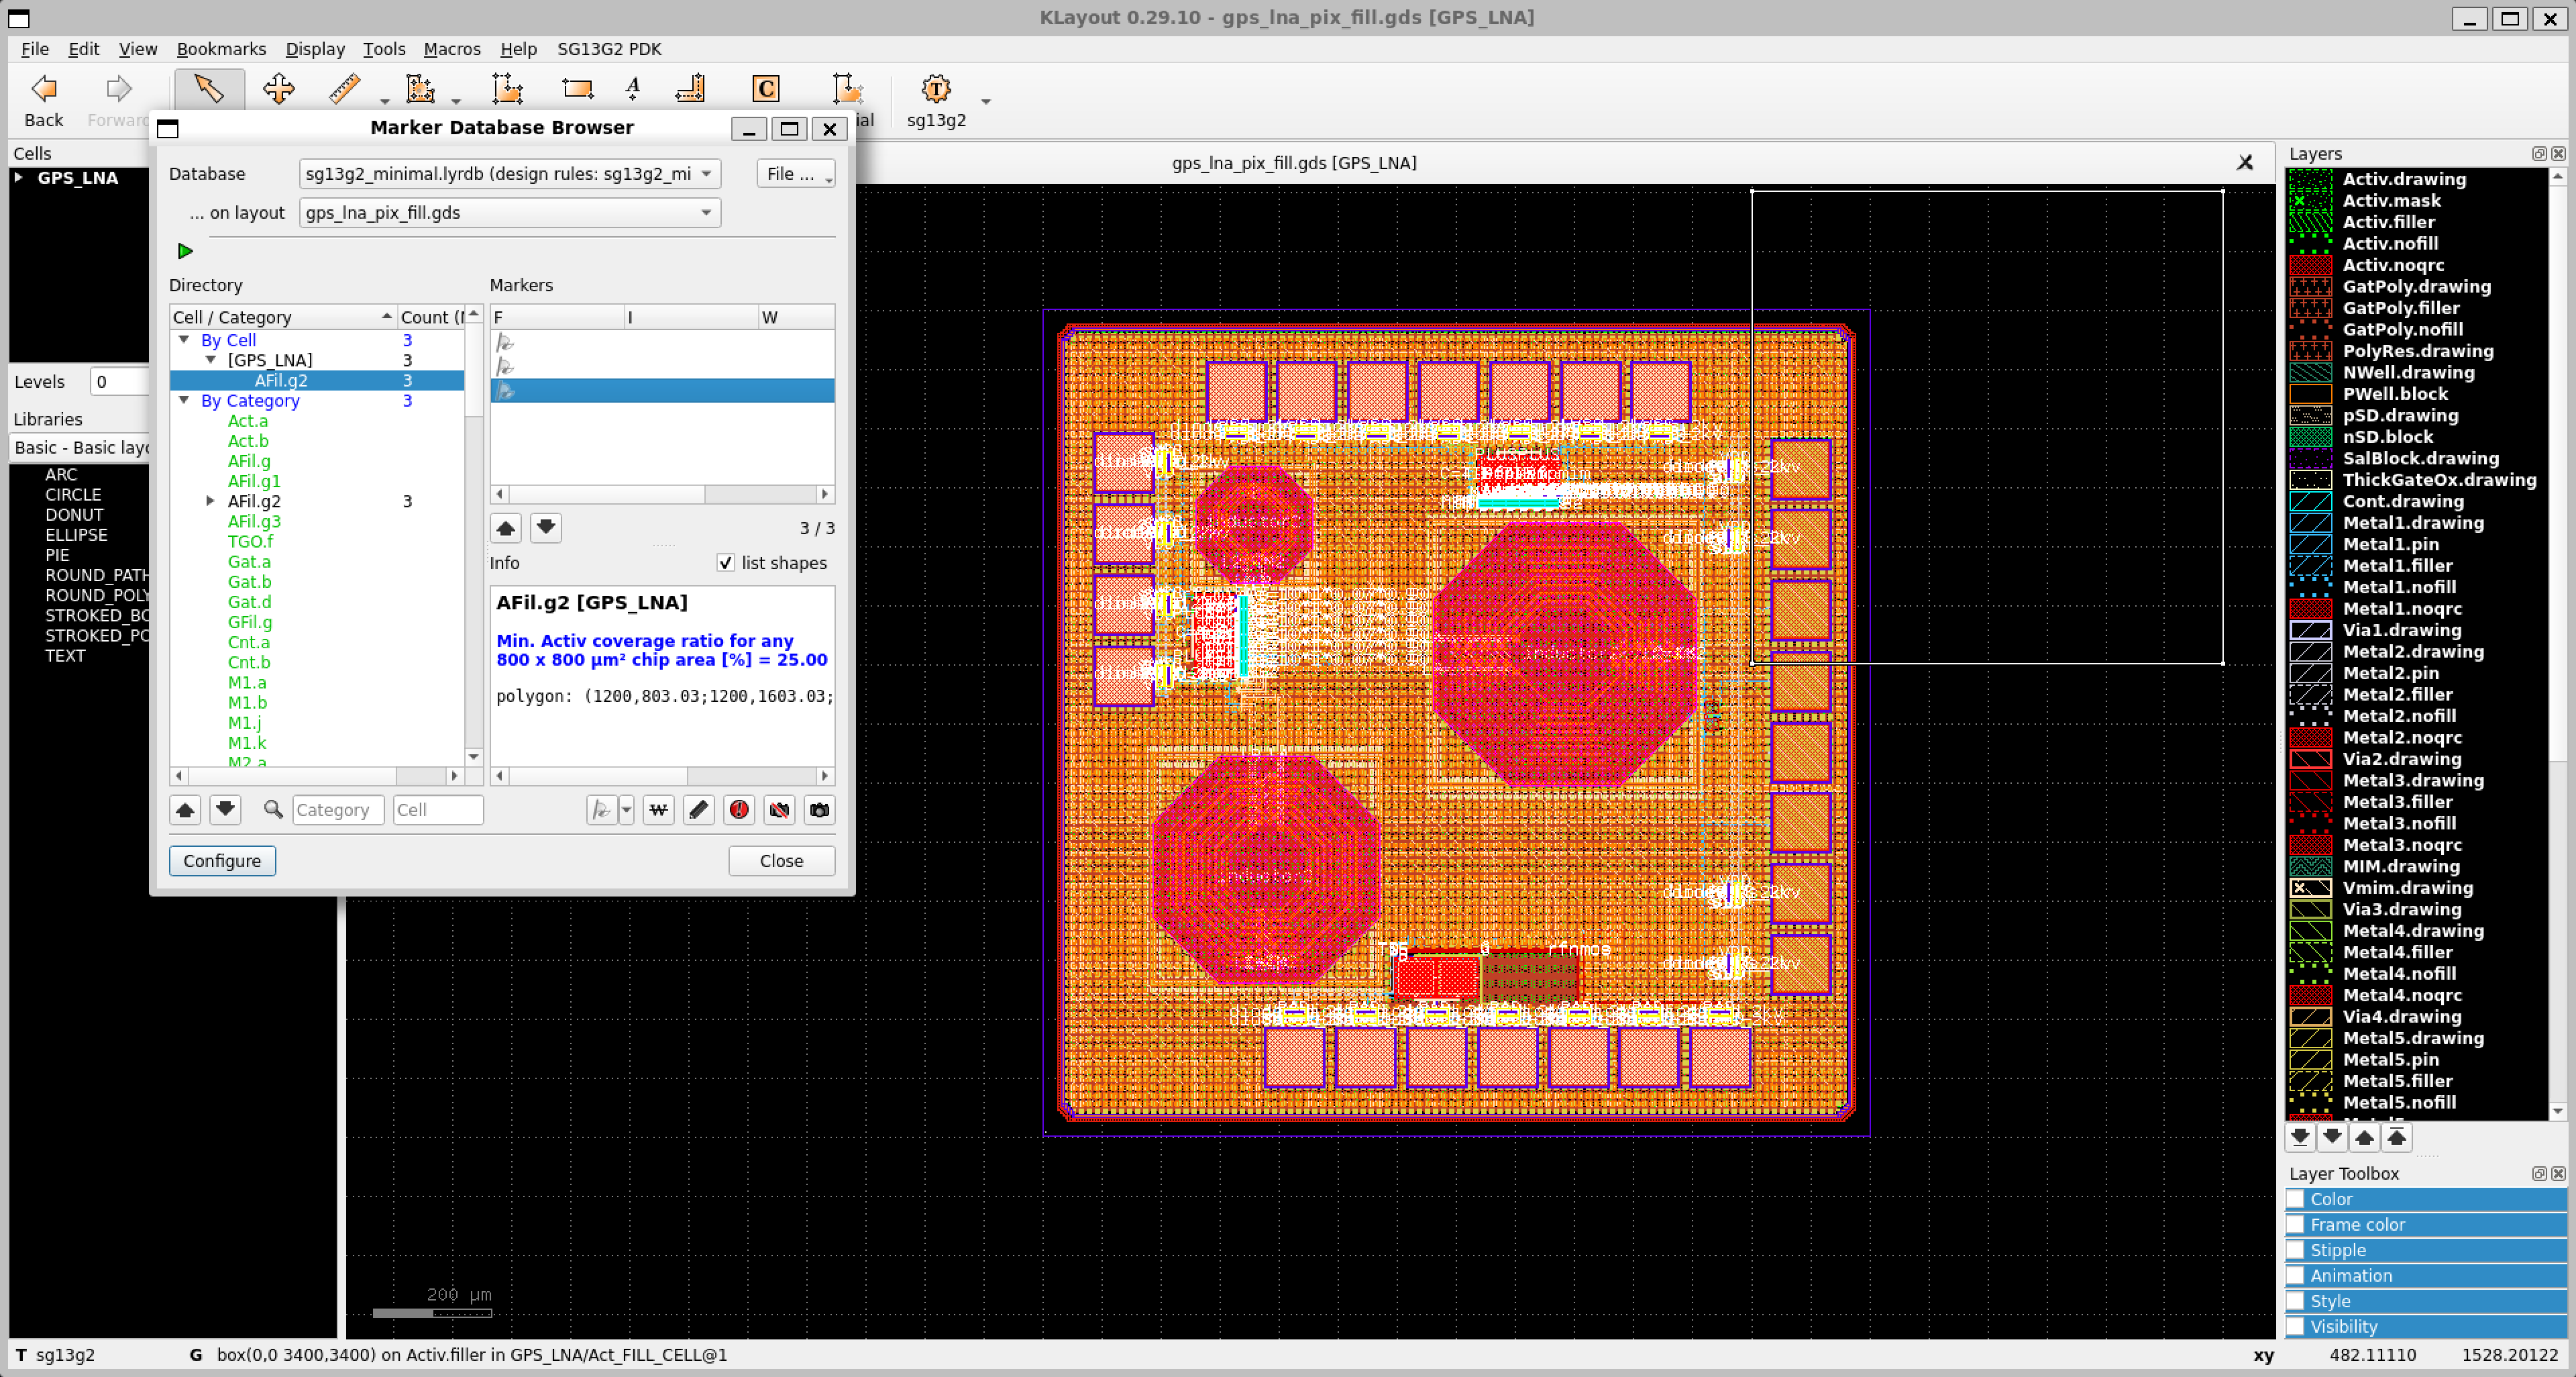 KLayout 0.29.10 - gps_lna_pix_fill.gds [GPS_LNA]
File Edit View Bookmarks Display Tools Macros Help SG13G2 PDK
Back Forward ial sg13g2
Cells
GPS_LNA
Levels 0
Libraries
Basic - Basic layo
ARC
CIRCLE
DONUT
ELLIPSE
PIE
ROUND_PATH
ROUND_POLY
STROKED_BO
STROKED_PO
TEXT
Marker Database Browser
Database sg13g2_minimal.lyrdb (design rules: sg13g2_mi File ...
... on layout gps_lna_pix_fill.gds
Directory
Cell / Category Count (
By Cell 3
[GPS_LNA] 3
AFil.g2 3
By Category 3
Act.a
Act.b
AFil.g
AFil.g1
AFil.g2 3
AFil.g3
TGO.f
Gat.a
Gat.b
Gat.d
GFil.g
Cnt.a
Cnt.b
M1.a
M1.b
M1.j
M1.k
M2.a
Markers
F I W
3 / 3
Info list shapes
AFil.g2 [GPS_LNA]
Min. Activ coverage ratio for any
800 x 800 µm² chip area [%] = 25.00
polygon: (1200,803.03;1200,1603.03;
Category Cell
Configure Close
gps_lna_pix_fill.gds [GPS_LNA]
200 µm
Layers
Activ.drawing
Activ.mask
Activ.filler
Activ.nofill
Activ.noqrc
GatPoly.drawing
GatPoly.filler
GatPoly.nofill
PolyRes.drawing
NWell.drawing
PWell.block
pSD.drawing
nSD.block
SalBlock.drawing
ThickGateOx.drawing
Cont.drawing
Metal1.drawing
Metal1.pin
Metal1.filler
Metal1.nofill
Metal1.noqrc
Via1.drawing
Metal2.drawing
Metal2.pin
Metal2.filler
Metal2.nofill
Metal2.noqrc
Via2.drawing
Metal3.drawing
Metal3.filler
Metal3.nofill
Metal3.noqrc
MIM.drawing
Vmim.drawing
Via3.drawing
Metal4.drawing
Metal4.filler
Metal4.nofill
Metal4.noqrc
Via4.drawing
Metal5.drawing
Metal5.pin
Metal5.filler
Metal5.nofill
Layer Toolbox
Color
Frame color
Stipple
Animation
Style
Visibility
T sg13g2 G box(0,0 3400,3400) on Activ.filler in GPS_LNA/Act_FILL_CELL@1 xy 482.11110 1528.20122